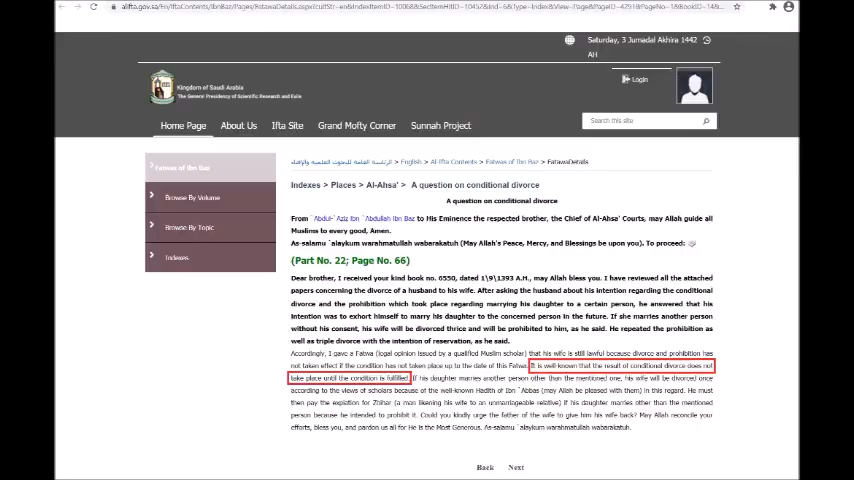 Saturday, 3 Jumadal Akhira 1442
AH
Login
Kingdom of Saudi Arabia
The General Presidency of Scientific Research and Ifta
Home Page About Us Ifta Site Grand Mofty Corner Sunnah Project
Search this site
Fatwas of Ibn Baz
Browse By Volume
Browse By Topic
Indexes
الرئاسة العامة للبحوث العلمية والإفتاء > English > Al-Ifta Contents > Fatwas of Ibn Baz > FatawaDetails
Indexes > Places > Al-Ahsa' > A question on conditional divorce
A question on conditional divorce
From `Abdul-`Aziz Ibn `Abdullah Ibn Baz to His Eminence the respected brother, the Chief of Al-Ahsa' Courts, may Allah guide all
Muslims to every good, Amen.
As-salamu `alaykum warahmatullah wabarakatuh (May Allah's Peace, Mercy, and Blessings be upon you). To proceed:
(Part No. 22; Page No. 66)
Dear brother, I received your kind book no. 6550, dated 1\9\1393 A.H., may Allah bless you. I have reviewed all the attached
papers concerning the divorce of a husband to his wife. After asking the husband about his intention regarding the conditional
divorce and the prohibition which took place regarding marrying his daughter to a certain person, he answered that his
intention was to exhort himself to marry his daughter to the concerned person in the future. If she marries another person
without his consent, his wife will be divorced thrice and will be prohibited to him, as he said. He repeated the prohibition as
well as triple divorce with the intention of reservation, as he said.
Accordingly, I gave a Fatwa (legal opinion issued by a qualified Muslim scholar) that his wife is still lawful because divorce and prohibition has
not taken effect if the condition has not taken place up to the date of this Fatwa. It is well-known that the result of conditional divorce does not
take place until the condition is fulfilled. If his daughter marries another person other than the mentioned one, his wife will be divorced once
according to the views of scholars because of the well-known Hadith of Ibn `Abbas (may Allah be pleased with them) in this regard. He must
then pay the expiation for Zhihar (a man likening his wife to an unmarriageable relative) if his daughter marries other than the mentioned
person because he intended to prohibit it. Could you kindly urge the father of the wife to give him his wife back? May Allah reconcile your
efforts, bless you, and pardon us all for He is the Most Generous. As-salamu `alaykum warahmatullah wabarakatuh.
Back Next